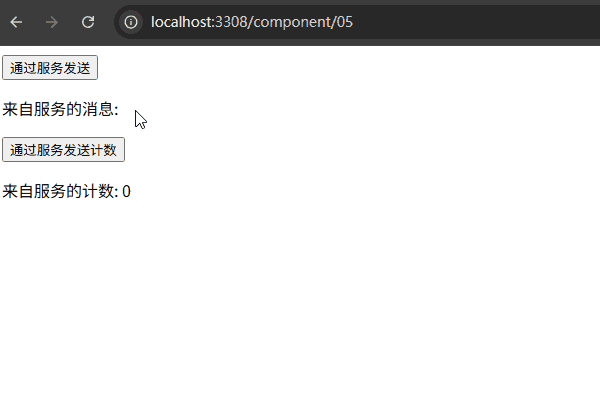 localhost:3308/component/05
通过服务发送
来自服务的消息:
通过服务发送计数
来自服务的计数: 0